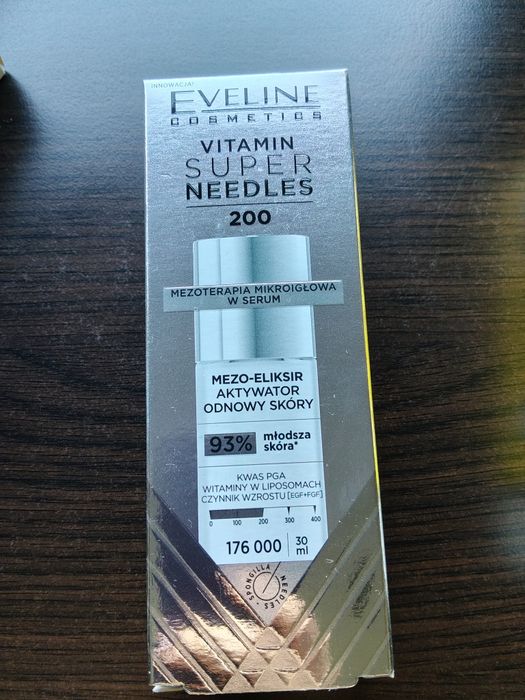 INNOWACJA!
EVELINE
COSMETICS
VITAMIN
SUPER
NEEDLES
200
MEZOTERAPIA MIKROIGŁOWA
W SERUM
MEZO-ELIKSIR
AKTYWATOR
ODNOWY SKÓRY
93% młodsza
skóra*
KWAS PGA
WITAMINY W LIPOSOMACH
CZYNNIK WZROSTU [EGF+FGF]
0 100 200 300 400
176 000 30 ml
SPONGILLA NEEDLES